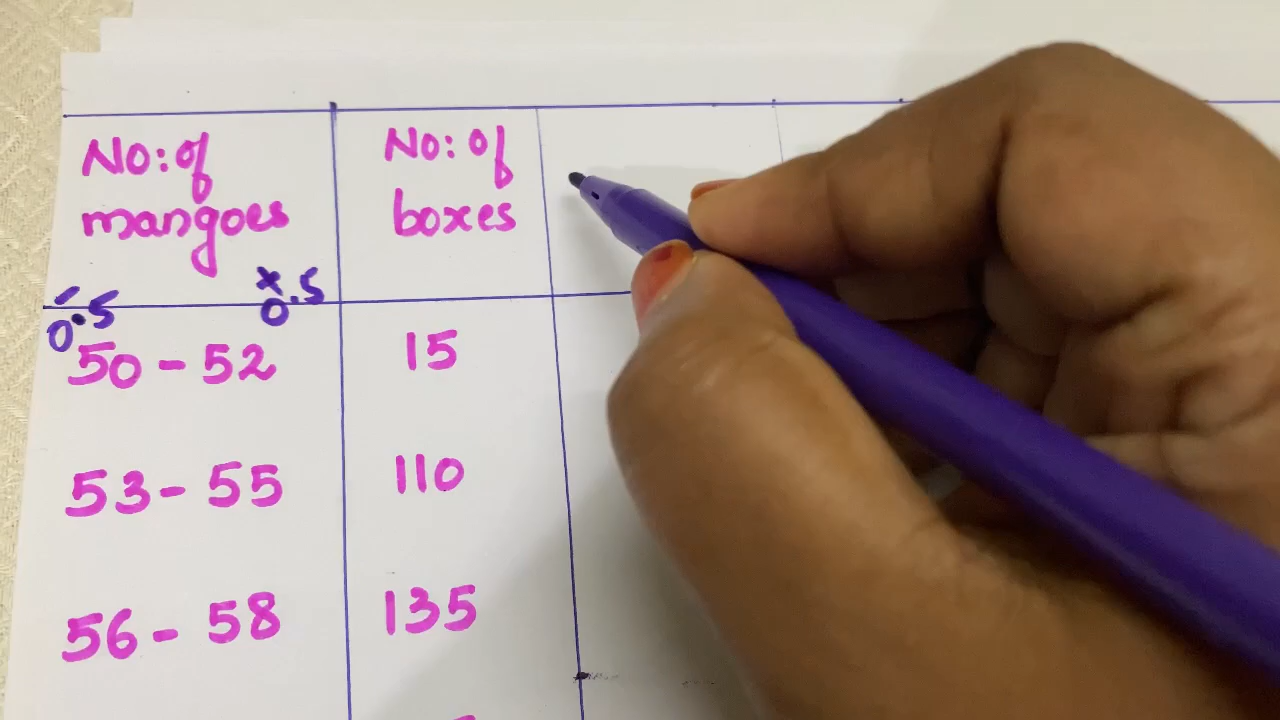 No: of mangoes
No: of boxes
- 0.5
+ 0.5
50 - 52
15
53 - 55
110
56 - 58
135